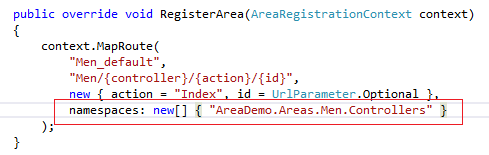 public override void RegisterArea(AreaRegistrationContext context)
{
context.MapRoute(
"Men_default",
"Men/{controller}/{action}/{id}",
new { action = "Index", id = UrlParameter.Optional },
namespaces: new[] { "AreaDemo.Areas.Men.Controllers" }
);
}